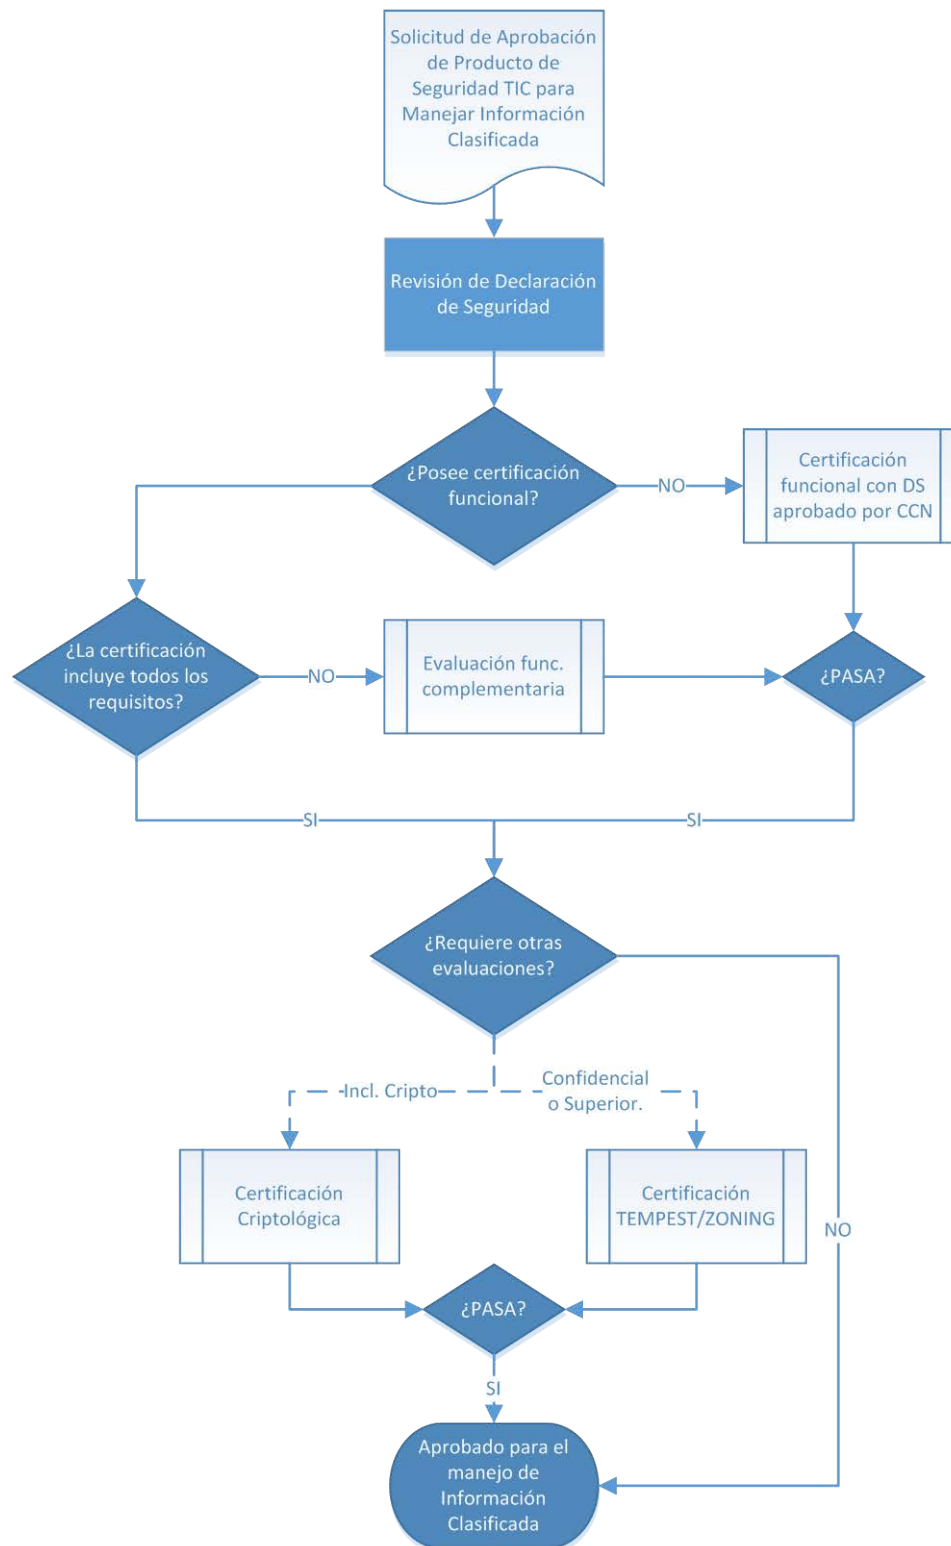 Solicitud de Aprobación
de Producto de
Seguridad TIC para
Manejar Información
Clasificada
Revisión de Declaración
de Seguridad
¿Posee certificación
funcional?
NO
Certificación
funcional con DS
aprobado por CCN
¿La certificación
incluye todos los
requisitos?
NO
Evaluación func.
complementaria
¿PASA?
SI
SI
¿Requiere otras
evaluaciones?
Incl. Cripto
Confidencial
o Superior.
Certificación
Criptológica
Certificación
TEMPEST/ZONING
NO
¿PASA?
SI
Aprobado para el
manejo de
Información
Clasificada